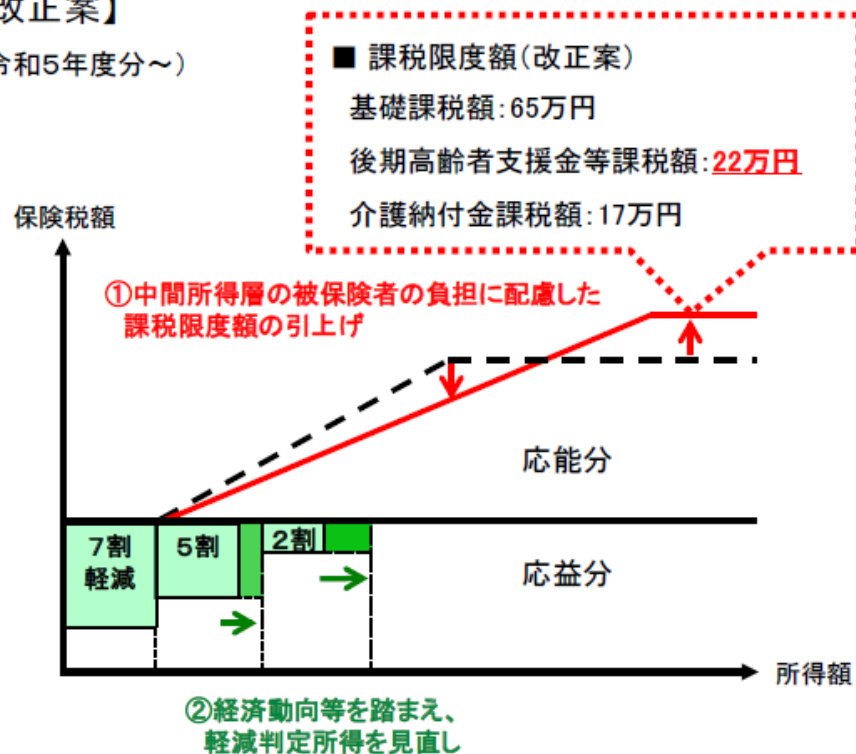 改正案】
令和5年度分～）
■ 課税限度額（改正案）
基礎課税額：65万円
後期高齢者支援金等課税額：22万円
介護納付金課税額：17万円
保険税額
①中間所得層の被保険者の負担に配慮した
課税限度額の引上げ
応能分
7割
軽減
5割
2割
応益分
所得額
②経済動向等を踏まえ、
軽減判定所得を見直し